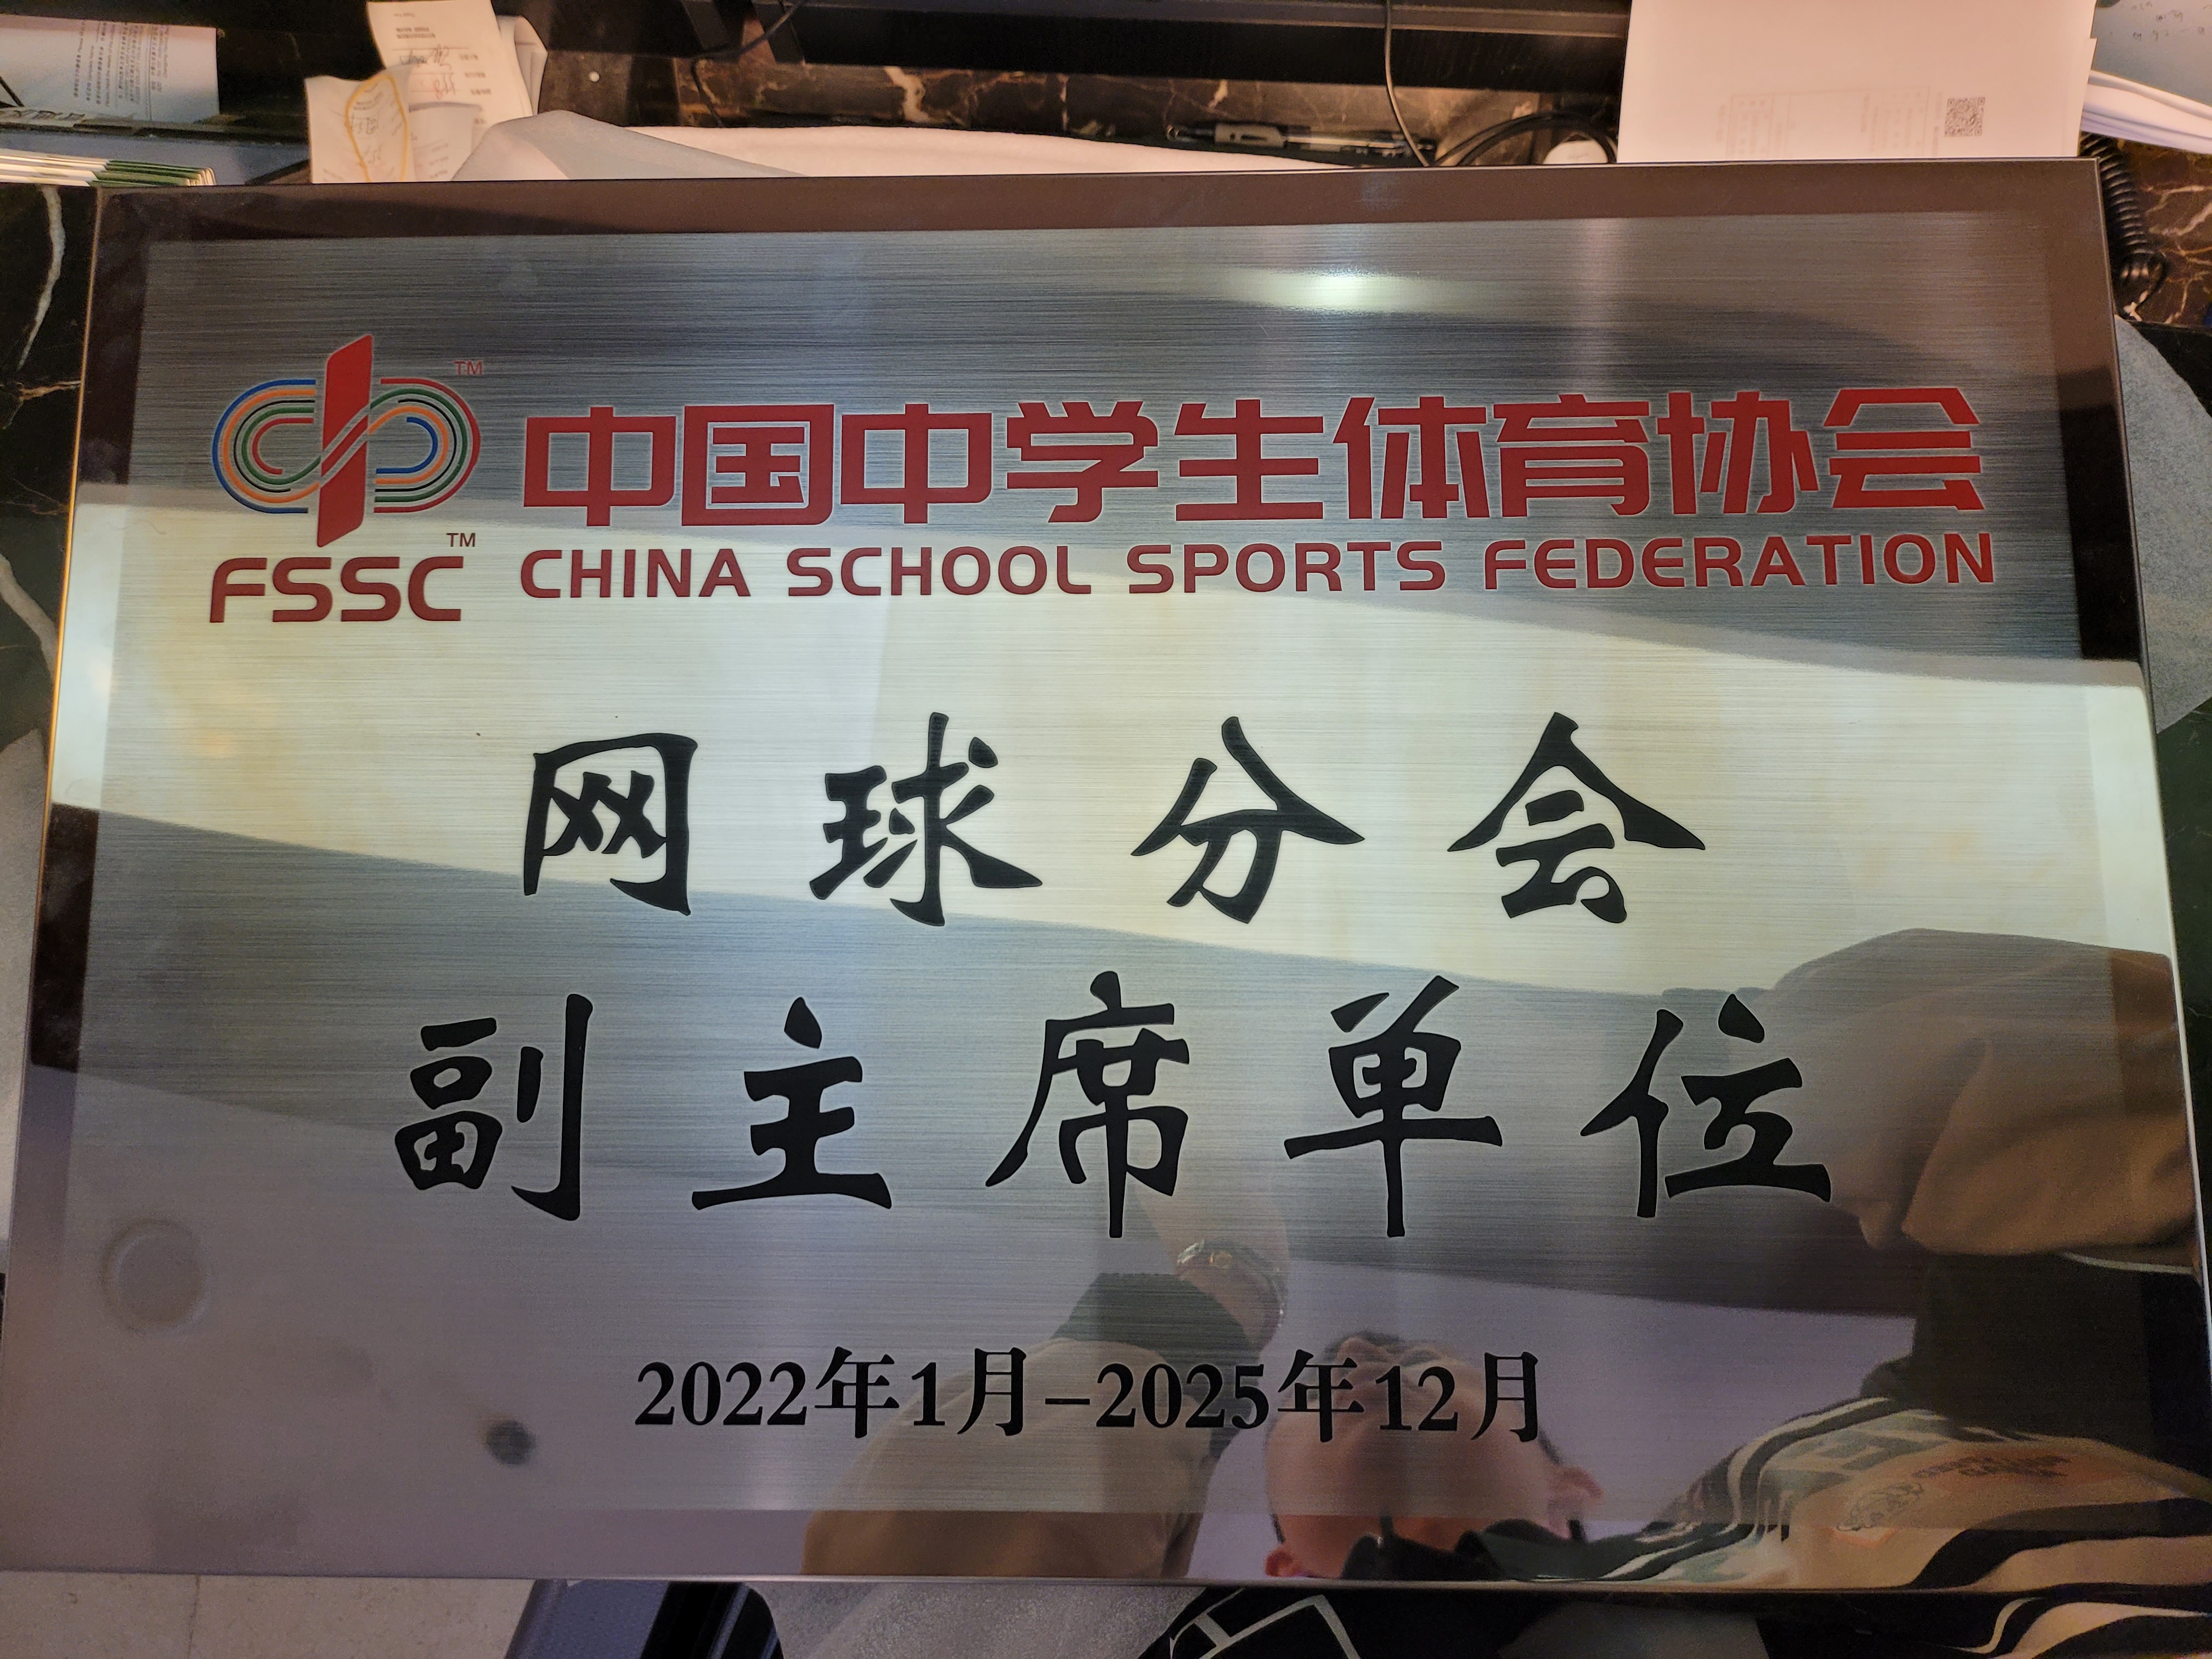 TM
中国中学生体育协会
FSSC TM
CHINA SCHOOL SPORTS FEDERATION
网球分会
副主席单位
2022年1月-2025年12月